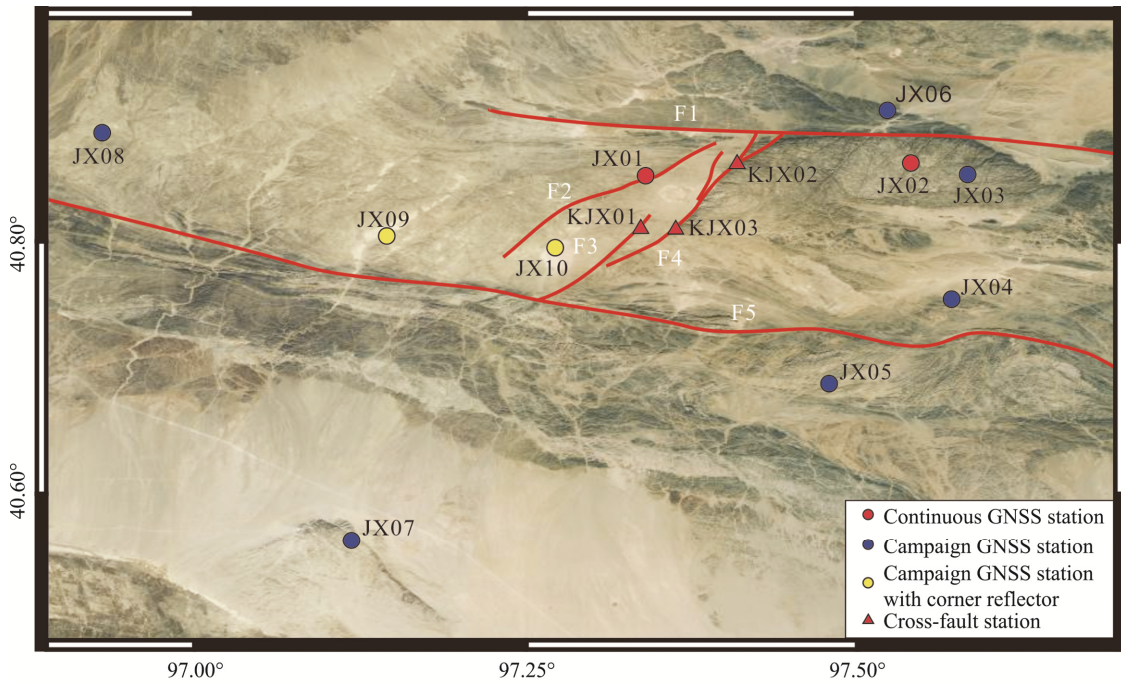 JX06
F1
JX08
JX01
KJX02
JX02
JX03
F2
JX09
KJX01
KJX03
F3
JX10
F4
40.80°
JX04
F5
JX05
40.60°
JX07
Continuous GNSS station
Campaign GNSS station
Campaign GNSS station
with corner reflector
Cross-fault station
97.00°
97.25°
97.50°